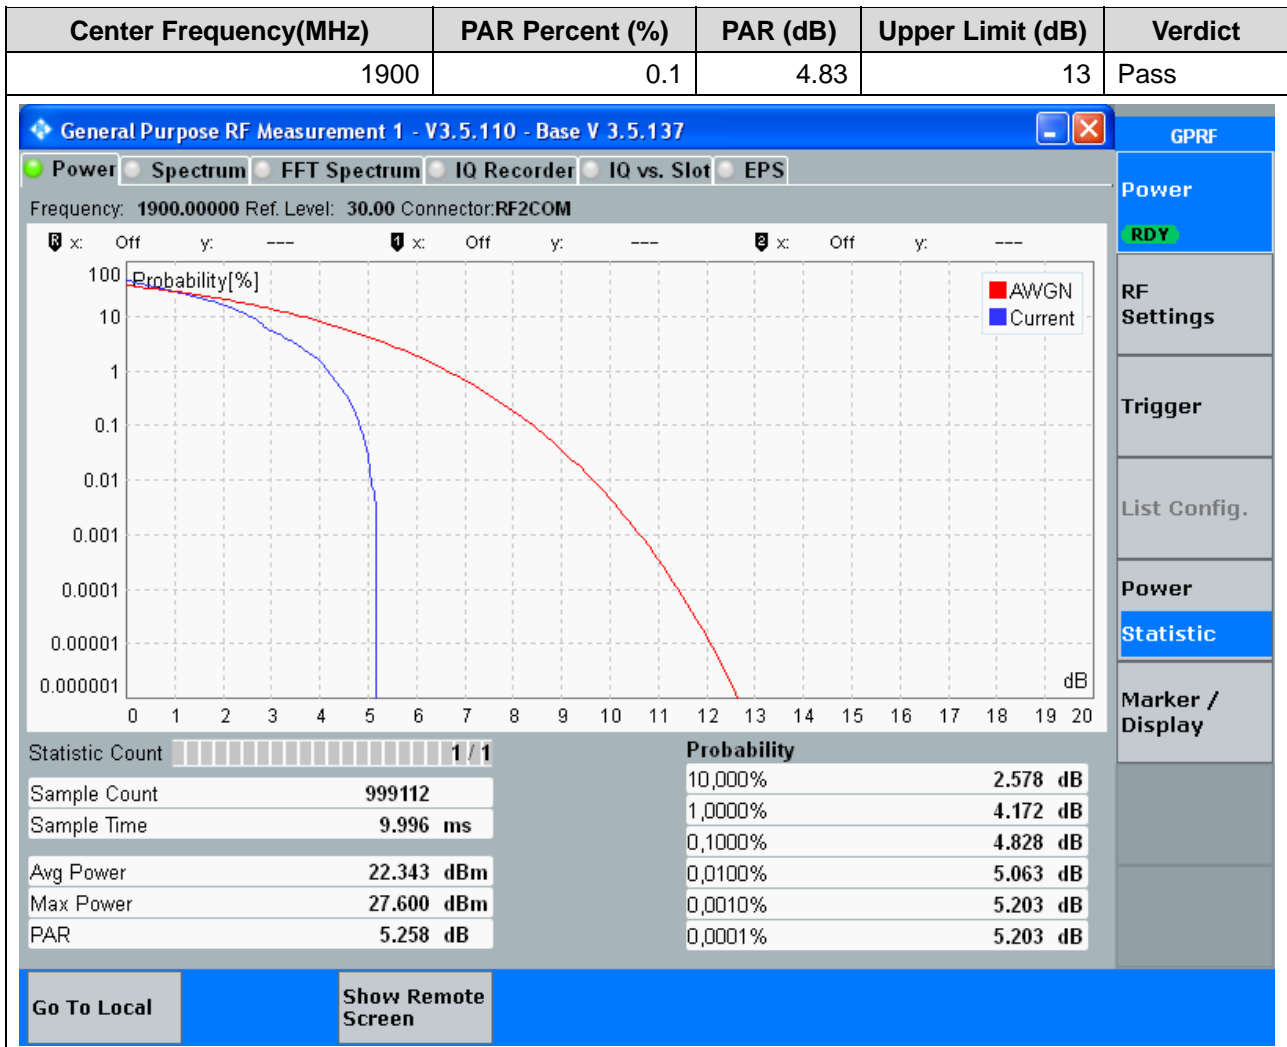 Center Frequency(MHz) PAR Percent (%) PAR (dB) Upper Limit (dB) Verdict
1900 0.1 4.83 13 Pass
General Purpose RF Measurement 1 - V3.5.110 - Base V 3.5.137
GPRF
Power Spectrum FFT Spectrum IQ Recorder IQ vs. Slot EPS
Power
RDY
Frequency: 1900.00000 Ref. Level: 30.00 Connector:RF2COM
R x: Off y: --- 1 x: Off y: --- 2 x: Off y: ---
Probability[%]
AWGN
Current
100
10
1
0.1
0.01
0.001
0.0001
0.00001
0.000001
dB
0 1 2 3 4 5 6 7 8 9 10 11 12 13 14 15 16 17 18 19 20
RF
Settings
Trigger
List Config.
Power
Statistic
Marker /
Display
Statistic Count 1 / 1
Sample Count 999112
Sample Time 9.996 ms
Avg Power 22.343 dBm
Max Power 27.600 dBm
PAR 5.258 dB
Probability
10,000% 2.578 dB
1,0000% 4.172 dB
0,1000% 4.828 dB
0,0100% 5.063 dB
0,0010% 5.203 dB
0,0001% 5.203 dB
Go To Local
Show Remote
Screen